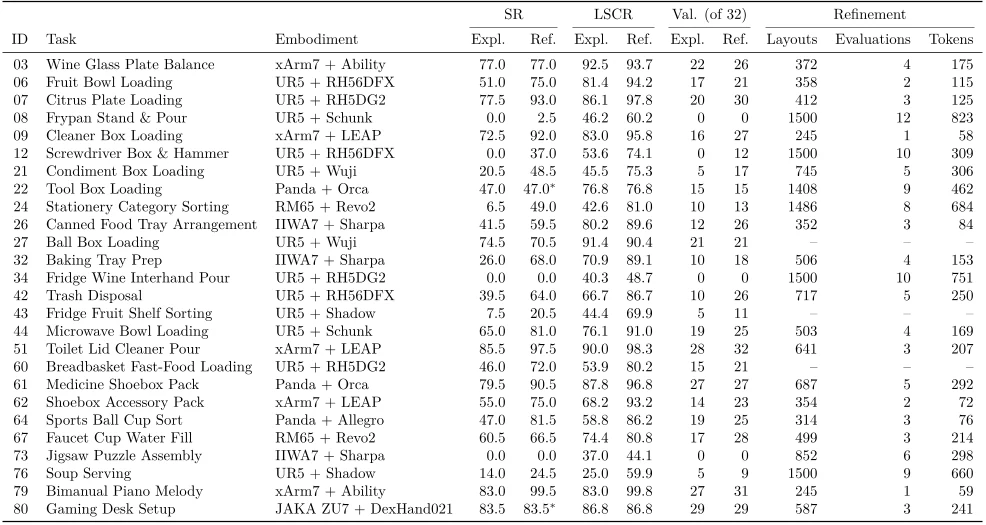 SR LSCR Val. (of 32) Refinement
ID Task Embodiment Expl. Ref. Expl. Ref. Expl. Ref. Layouts Evaluations Tokens
03 Wine Glass Plate Balance xArm7 + Ability 77.0 77.0 92.5 93.7 22 26 372 4 175
06 Fruit Bowl Loading UR5 + RH56DFX 51.0 75.0 81.4 94.2 17 21 358 2 115
07 Citrus Plate Loading UR5 + RH5DG2 77.5 93.0 86.1 97.8 20 30 412 3 125
08 Frypan Stand & Pour UR5 + Schunk 0.0 2.5 46.2 60.2 0 0 1500 12 823
09 Cleaner Box Loading xArm7 + LEAP 72.5 92.0 83.0 95.8 16 27 245 1 58
12 Screwdriver Box & Hammer UR5 + RH56DFX 0.0 37.0 53.6 74.1 0 12 1500 10 309
21 Condiment Box Loading UR5 + Wuji 20.5 48.5 45.5 75.3 5 17 745 5 306
22 Tool Box Loading Panda + Orca 47.0 47.0* 76.8 76.8 15 15 1408 9 462
24 Stationery Category Sorting RM65 + Revo2 6.5 49.0 42.6 81.0 10 13 1486 8 684
26 Canned Food Tray Arrangement IIWA7 + Sharpa 41.5 59.5 80.2 89.6 12 26 352 3 84
27 Ball Box Loading UR5 + Wuji 74.5 70.5 91.4 90.4 21 21 – – –
32 Baking Tray Prep IIWA7 + Sharpa 26.0 68.0 70.9 89.1 10 18 506 4 153
34 Fridge Wine Interhand Pour UR5 + RH5DG2 0.0 0.0 40.3 48.7 0 0 1500 10 751
42 Trash Disposal UR5 + RH56DFX 39.5 64.0 66.7 86.7 10 26 717 5 250
43 Fridge Fruit Shelf Sorting UR5 + Shadow 7.5 20.5 44.4 69.9 5 11 – – –
44 Microwave Bowl Loading UR5 + Schunk 65.0 81.0 76.1 91.0 19 25 503 4 169
51 Toilet Lid Cleaner Pour xArm7 + LEAP 85.5 97.5 90.0 98.3 28 32 641 3 207
60 Breadbasket Fast-Food Loading UR5 + RH5DG2 46.0 72.0 53.9 80.2 15 21 – – –
61 Medicine Shoebox Pack Panda + Orca 79.5 90.5 87.8 96.8 27 27 687 5 292
62 Shoebox Accessory Pack xArm7 + LEAP 55.0 75.0 68.2 93.2 14 23 354 2 72
64 Sports Ball Cup Sort Panda + Allegro 47.0 81.5 58.8 86.2 19 25 314 3 76
67 Faucet Cup Water Fill RM65 + Revo2 60.5 66.5 74.4 80.8 17 28 499 3 214
73 Jigsaw Puzzle Assembly IIWA7 + Sharpa 0.0 0.0 37.0 44.1 0 0 852 6 298
76 Soup Serving UR5 + Shadow 14.0 24.5 25.0 59.9 5 9 1500 9 660
79 Bimanual Piano Melody xArm7 + Ability 83.0 99.5 83.0 99.8 27 31 245 1 59
80 Gaming Desk Setup JAKA ZU7 + DexHand021 83.5 83.5* 86.8 86.8 29 29 587 3 241